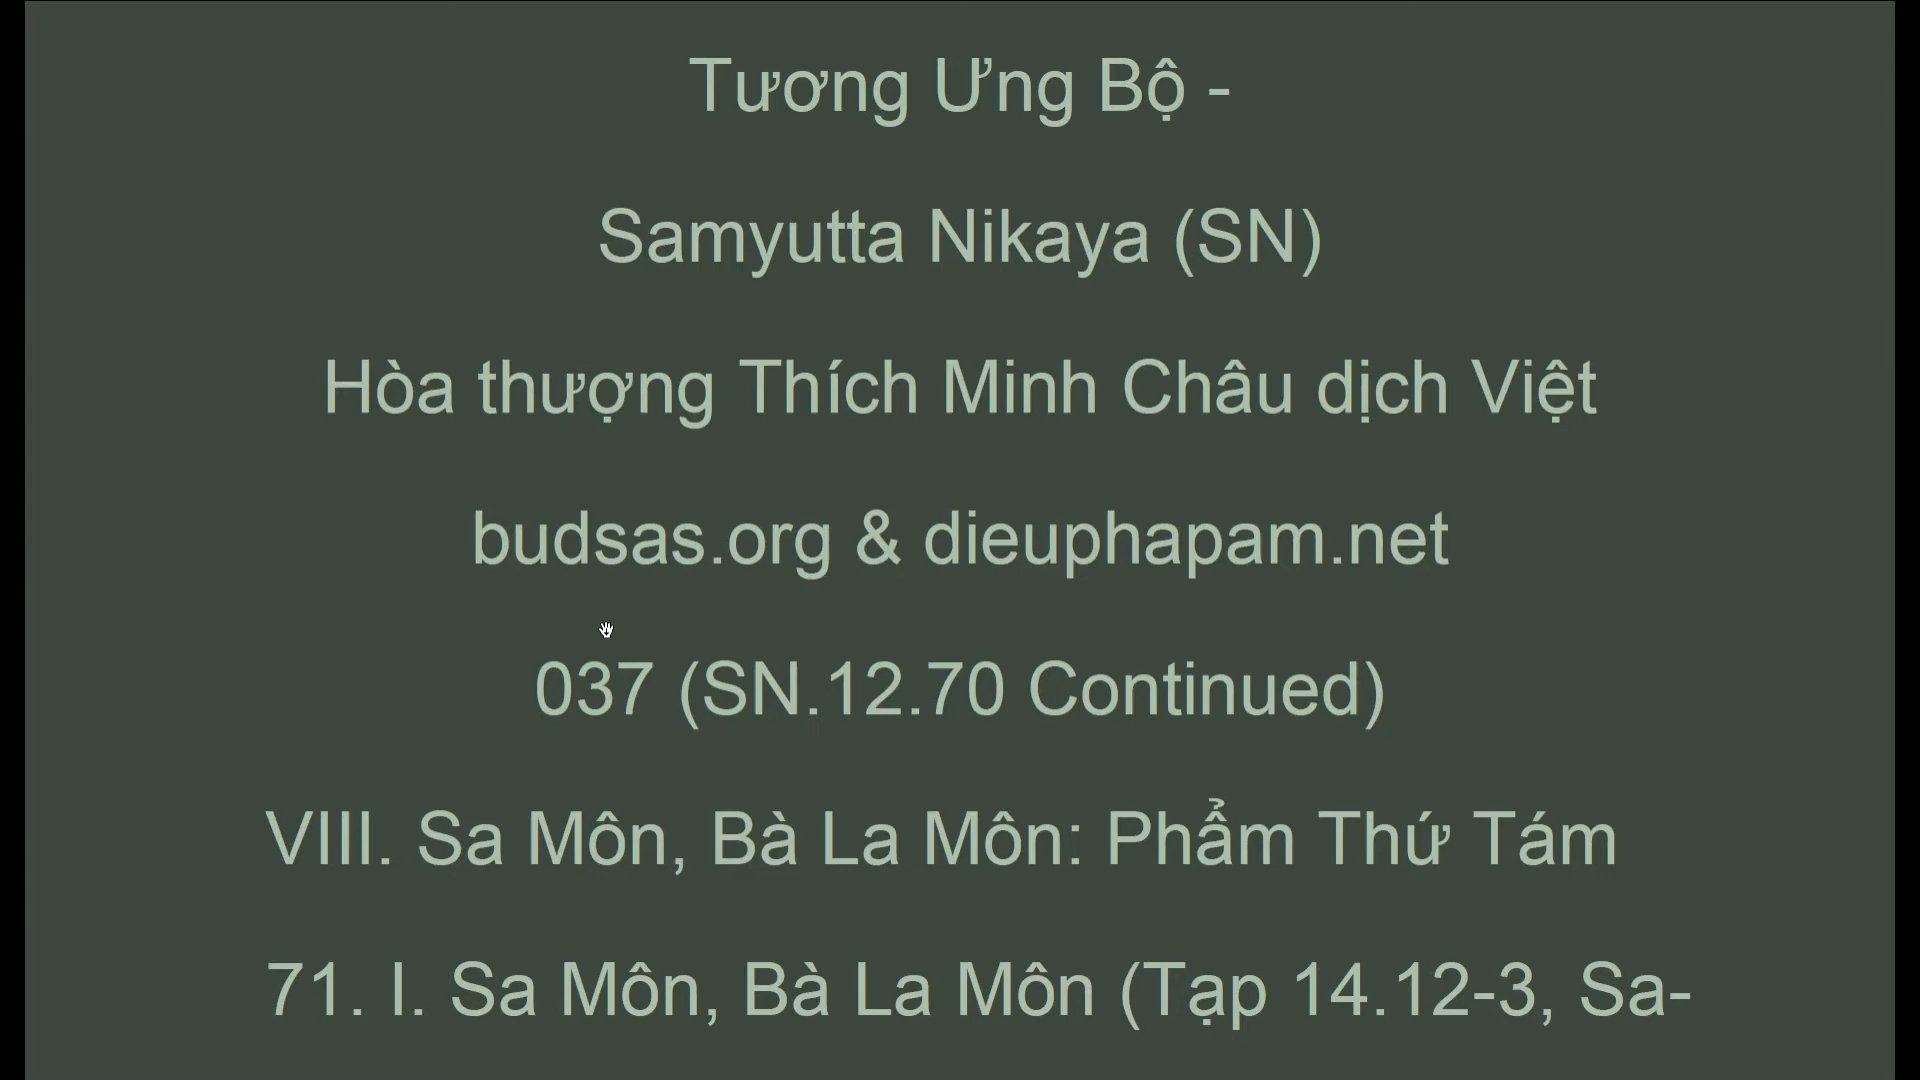 Tương Ưng Bộ -
Samyutta Nikaya (SN)
Hòa thượng Thích Minh Châu dịch Việt
budsas.org & dieuphapam.net
037 (SN.12.70 Continued)
VIII. Sa Môn, Bà La Môn: Phẩm Thứ Tám
71. I. Sa Môn, Bà La Môn (Tạp 14.12-3, Sa-